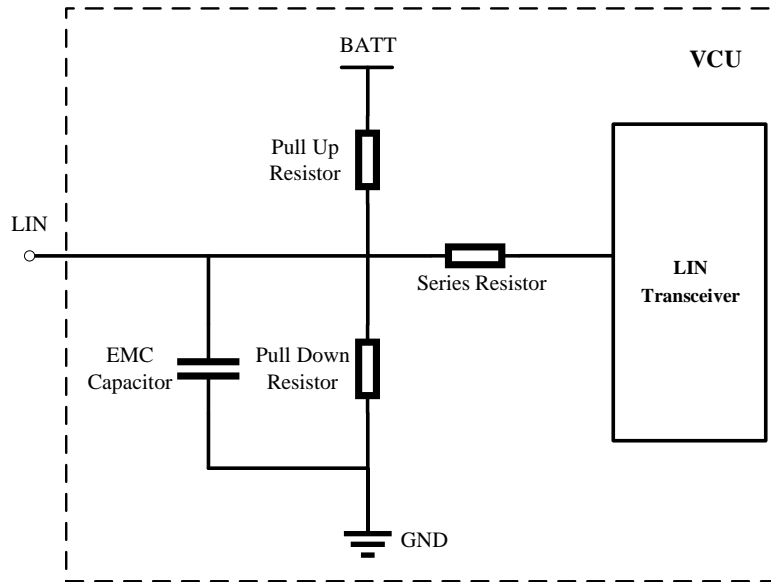 BATT
VCU
Pull Up
Resistor
LIN
Series Resistor
LIN
Transceiver
EMC
Capacitor
Pull Down
Resistor
GND